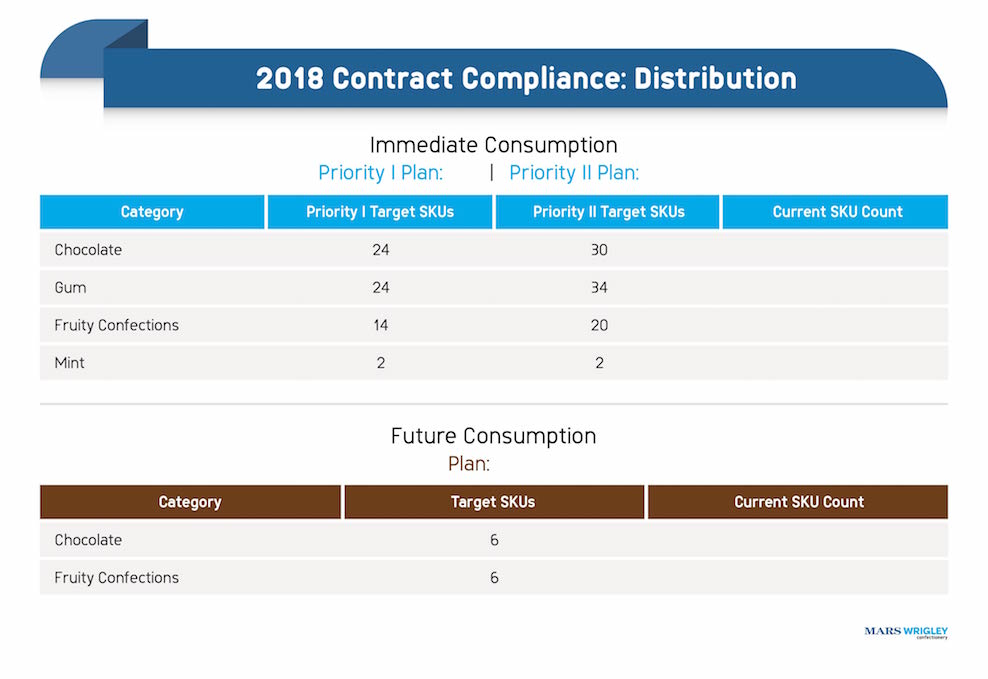 2018 Contract Compliance: Distribution
Immediate Consumption
Priority I Plan: | Priority II Plan:
Category Priority I Target SKUs Priority II Target SKUs Current SKU Count
Chocolate 24 30
Gum 24 34
Fruity Confections 14 20
Mint 2 2
Future Consumption
Plan:
Category Target SKUs Current SKU Count
Chocolate 6
Fruity Confections 6
MARS WRIGLEY
confectionery